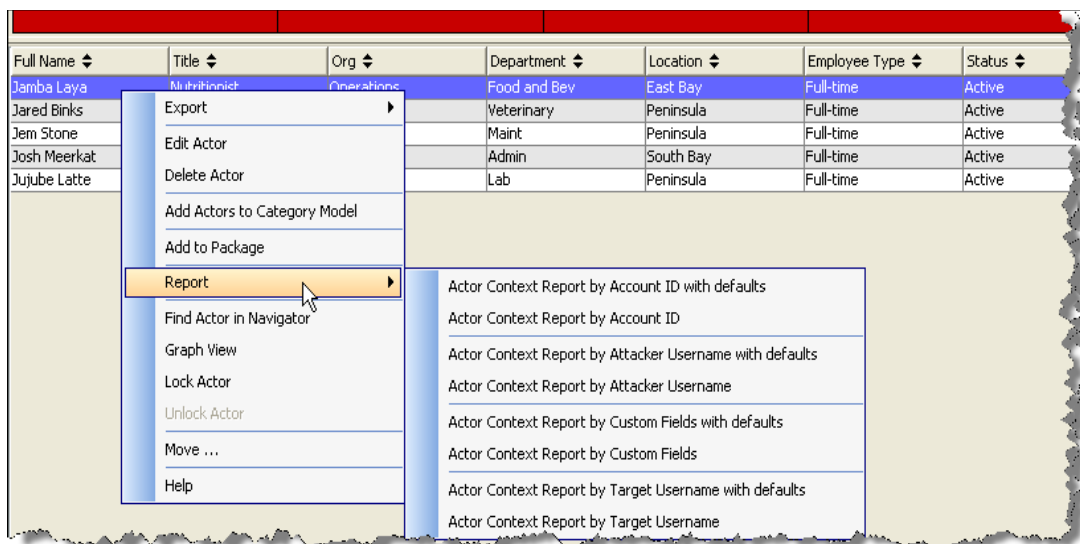 Full Name Title Org Department Location Employee Type Status
Jamba Laya Nutritionist Operations Food and Bev East Bay Full-time Active
Jared Binks Veterinary Peninsula Full-time Active
Jem Stone Maint Peninsula Full-time Active
Josh Meerkat Admin South Bay Full-time Active
Jujube Latte Lab Peninsula Full-time Active
Export
Edit Actor
Delete Actor
Add Actors to Category Model
Add to Package
Report
Find Actor in Navigator
Graph View
Lock Actor
Unlock Actor
Move ...
Help
Actor Context Report by Account ID with defaults
Actor Context Report by Account ID
Actor Context Report by Attacker Username with defaults
Actor Context Report by Attacker Username
Actor Context Report by Custom Fields with defaults
Actor Context Report by Custom Fields
Actor Context Report by Target Username with defaults
Actor Context Report by Target Username